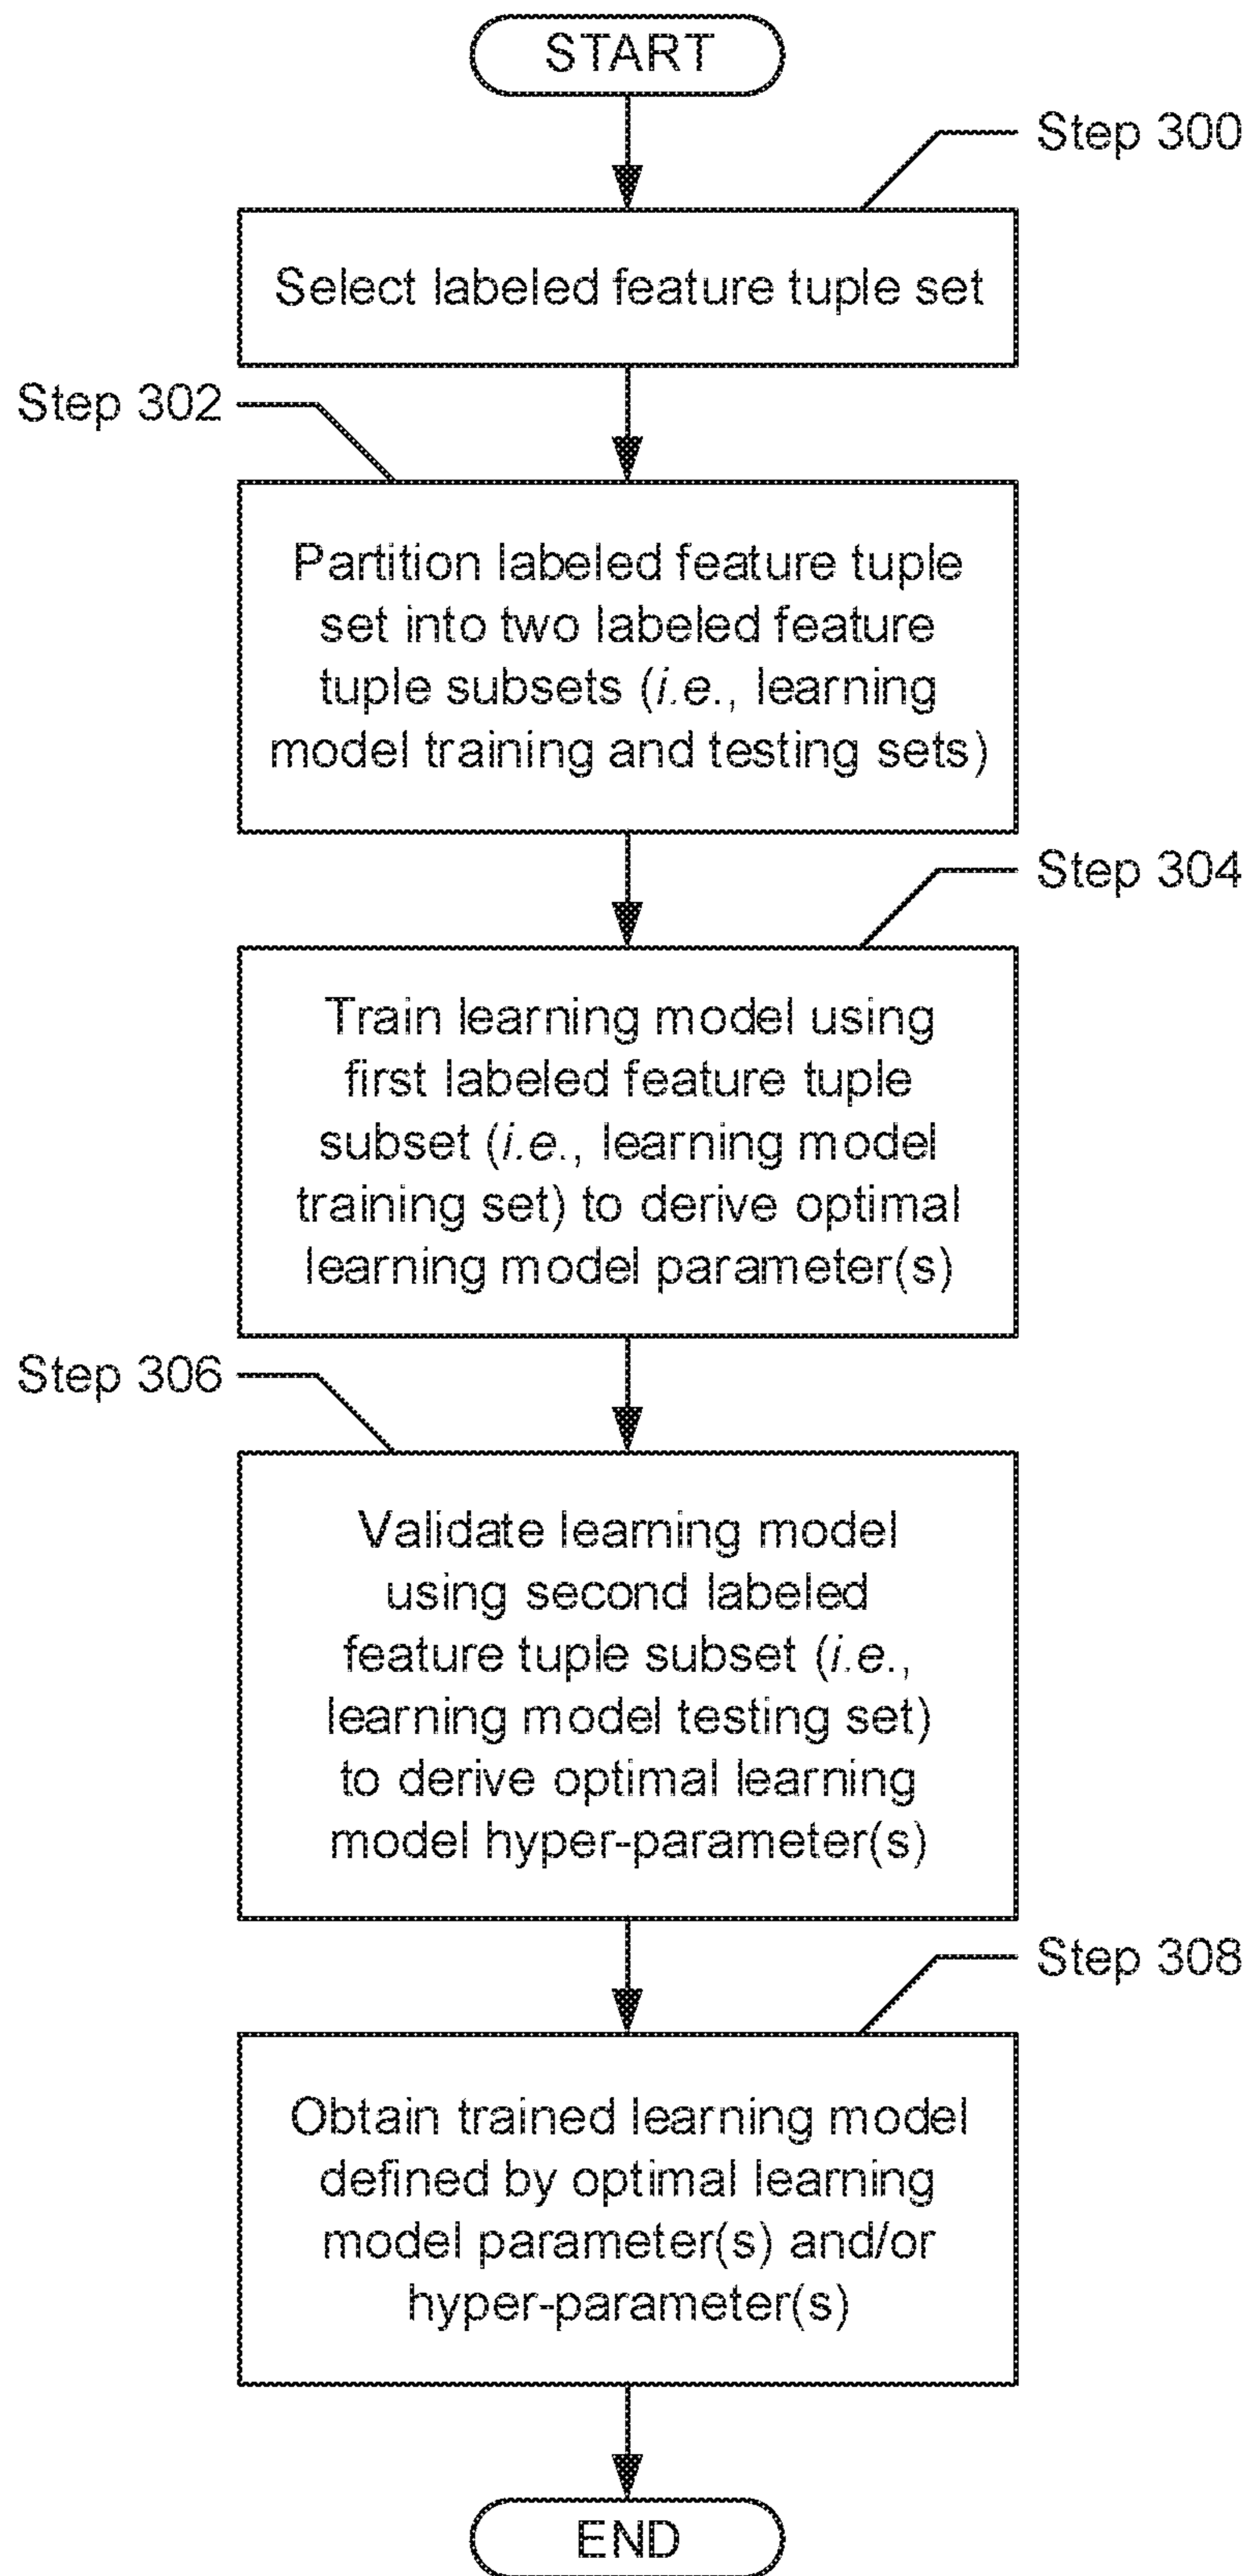 START
Step 300
Select labeled feature tuple set
Step 302
Partition labeled feature tuple
set into two labeled feature
tuple subsets (i.e., learning
model training and testing sets)
Step 304
Train learning model using
first labeled feature tuple
subset (i.e., learning model
training set) to derive optimal
learning model parameter(s)
Step 306
Validate learning model
using second labeled
feature tuple subset (i.e.,
learning model testing set)
to derive optimal learning
model hyper-parameter(s)
Step 308
Obtain trained learning model
defined by optimal learning
model parameter(s) and/or
hyper-parameter(s)
END